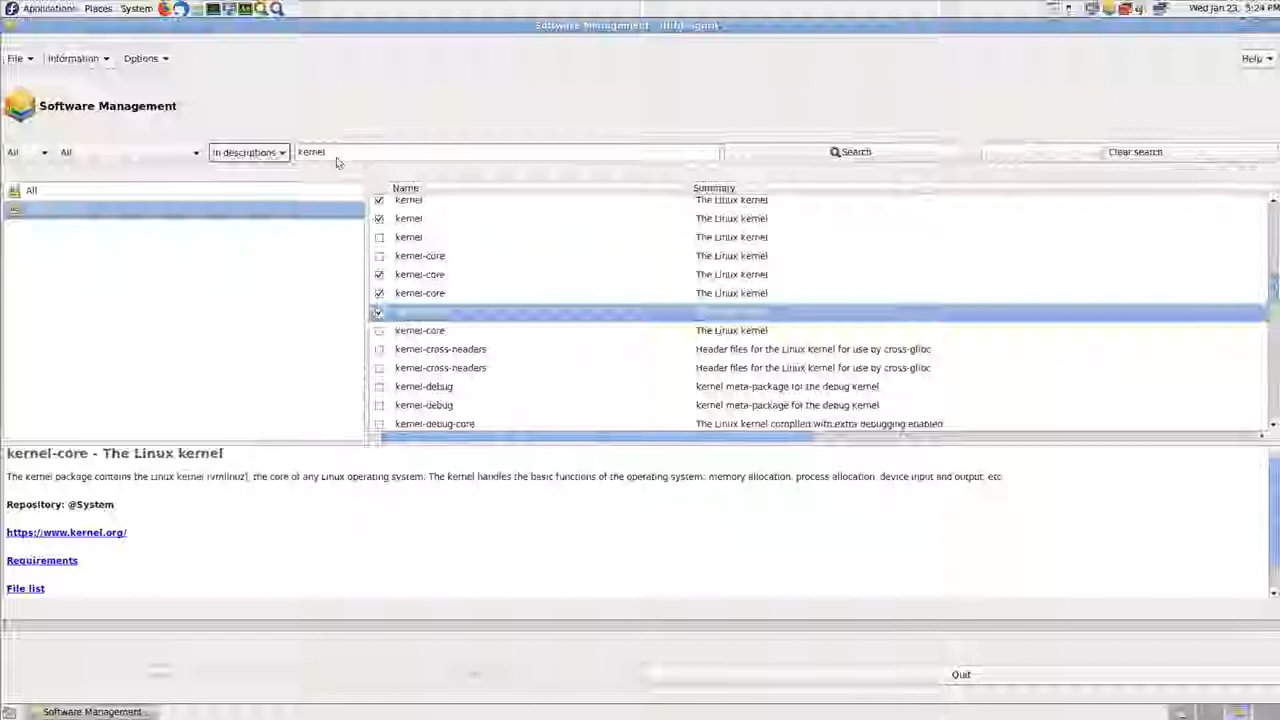 Applications Places System Wed Jan 23, 5:24 PM
Software Management
File Information Options Help
Software Management
All All in descriptions kernel Search Clear search
All
Name Summary
kernel The Linux kernel
kernel The Linux kernel
kernel The Linux kernel
kernel-core The Linux kernel
kernel-core The Linux kernel
kernel-core The Linux kernel
kernel-core The Linux kernel
kernel-cross-headers Header files for the Linux kernel for use by cross-glibc
kernel-cross-headers Header files for the Linux kernel for use by cross-glibc
kernel-debug kernel meta-package for the debug kernel
kernel-debug kernel meta-package for the debug kernel
kernel-debug-core The Linux kernel compiled with extra debugging enabled
kernel-core - The Linux kernel
The kernel package contains the Linux kernel (vmlinuz), the core of any Linux operating system. The kernel handles the basic functions of the operating system: memory allocation, process allocation, device input and output, etc.
Repository: @System
https://www.kernel.org/
Requirements
File list
Quit
Software Management